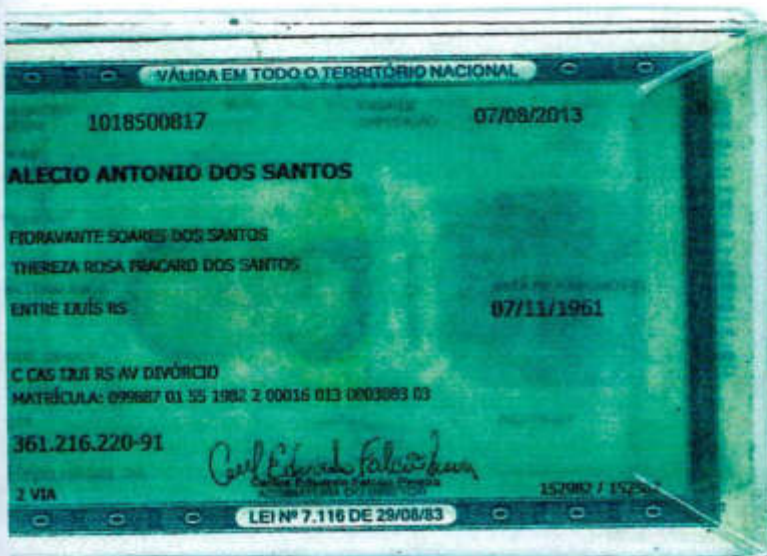 VÁLIDA EM TODO O TERRITÓRIO NACIONAL
1018500817 07/08/2013
ALECIO ANTONIO DOS SANTOS
FIORAVANTE SOARES DOS SANTOS
THEREZA ROSA FRACARO DOS SANTOS
ENTRE IJUÍS RS 07/11/1961
C CAS IJUI RS AV DIVÓRCIO
MATRÍCULA: 099887 01 55 1982 2 00016 013 0003083 03
361.216.220-91
2 VIA
LEI Nº 7.116 DE 29/08/83